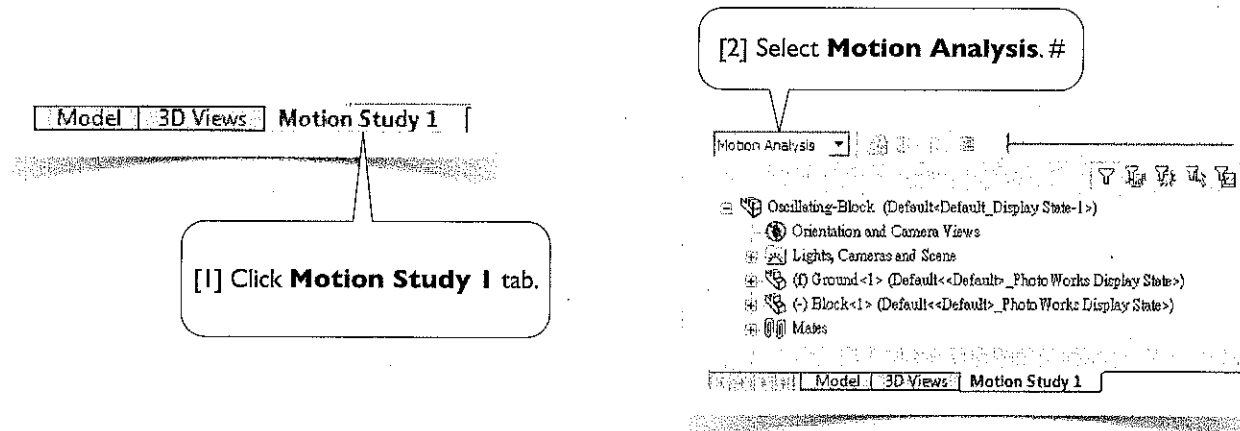 Model 3D Views Motion Study 1
[1] Click Motion Study 1 tab.
[2] Select Motion Analysis. #
Motion Analysis
Oscillating-Block (Default<Default_Display State-1>)
Orientation and Camera Views
Lights, Cameras and Scene
(f) Ground<1> (Default<<Default>_PhotoWorks Display State>)
(-) Block<1> (Default<<Default>_PhotoWorks Display State>)
Mates
Model 3D Views Motion Study 1